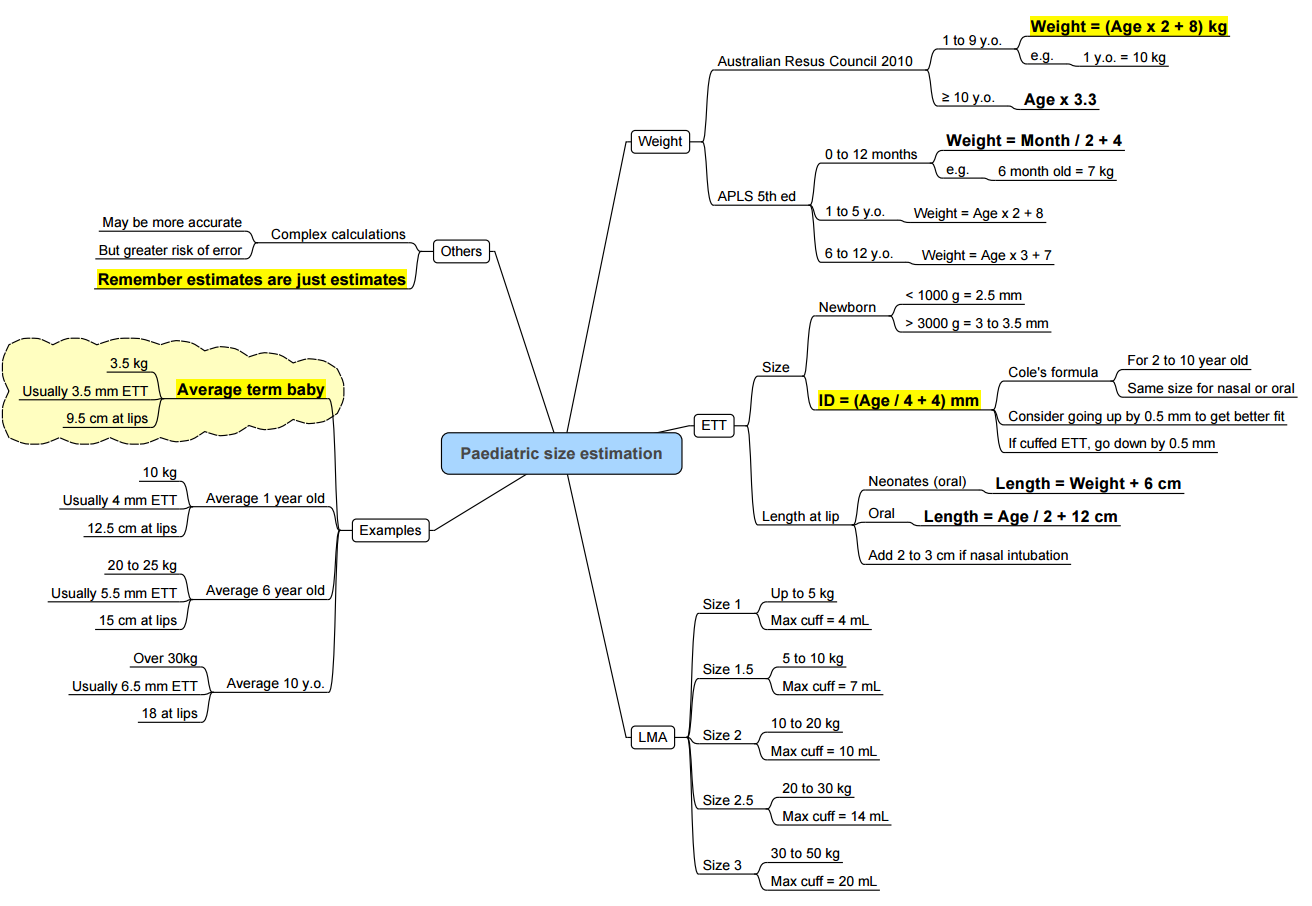 Paediatric size estimation
Weight
Australian Resus Council 2010
1 to 9 y.o.
Weight = (Age x 2 + 8) kg
e.g.
1 y.o. = 10 kg
≥ 10 y.o.
Age x 3.3
APLS 5th ed
0 to 12 months
Weight = Month / 2 + 4
e.g.
6 month old = 7 kg
1 to 5 y.o.
Weight = Age x 2 + 8
6 to 12 y.o.
Weight = Age x 3 + 7
ETT
Size
Newborn
< 1000 g = 2.5 mm
> 3000 g = 3 to 3.5 mm
ID = (Age / 4 + 4) mm
Cole's formula
For 2 to 10 year old
Same size for nasal or oral
Consider going up by 0.5 mm to get better fit
If cuffed ETT, go down by 0.5 mm
Length at lip
Neonates (oral)
Length = Weight + 6 cm
Oral
Length = Age / 2 + 12 cm
Add 2 to 3 cm if nasal intubation
LMA
Size 1
Up to 5 kg
Max cuff = 4 mL
Size 1.5
5 to 10 kg
Max cuff = 7 mL
Size 2
10 to 20 kg
Max cuff = 10 mL
Size 2.5
20 to 30 kg
Max cuff = 14 mL
Size 3
30 to 50 kg
Max cuff = 20 mL
Others
Complex calculations
May be more accurate
But greater risk of error
Remember estimates are just estimates
Examples
Average term baby
3.5 kg
Usually 3.5 mm ETT
9.5 cm at lips
Average 1 year old
10 kg
Usually 4 mm ETT
12.5 cm at lips
Average 6 year old
20 to 25 kg
Usually 5.5 mm ETT
15 cm at lips
Average 10 y.o.
Over 30kg
Usually 6.5 mm ETT
18 at lips